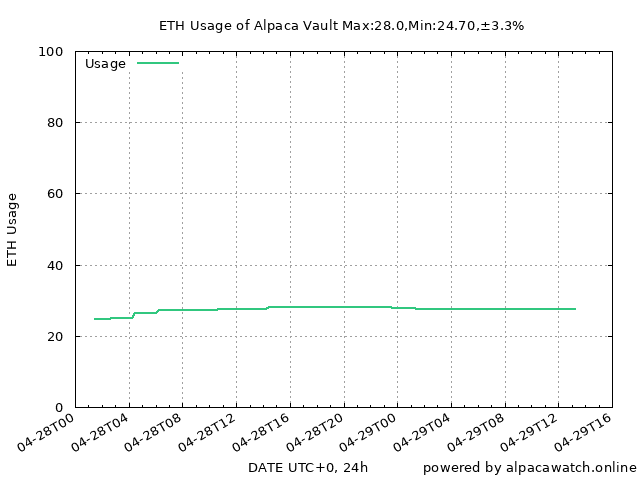 ETH Usage of Alpaca Vault Max:28.0,Min:24.70,±3.3%
Usage
100
80
60
40
20
0
ETH Usage
04-28T00
04-28T04
04-28T08
04-28T12
04-28T16
04-28T20
04-29T00
04-29T04
04-29T08
04-29T12
04-29T16
DATE UTC+0, 24h
powered by alpacawatch.online